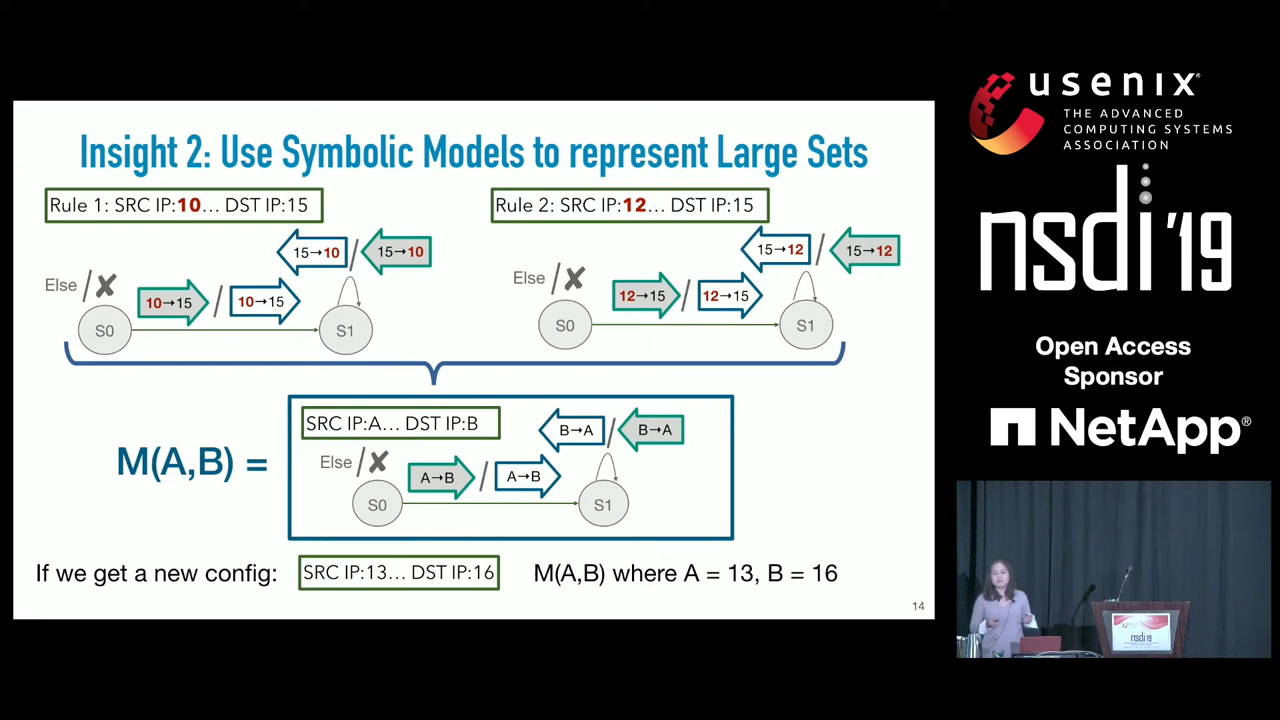 Insight 2: Use Symbolic Models to represent Large Sets
Rule 1: SRC IP:10... DST IP:15
Rule 2: SRC IP:12... DST IP:15
15→10 / 15→10
15→12 / 15→12
Else / ✘
10→15 / 10→15
Else / ✘
12→15 / 12→15
S0
S1
S0
S1
M(A,B) =
SRC IP:A... DST IP:B
B→A / B→A
Else / ✘
A→B / A→B
S0
S1
If we get a new config:
SRC IP:13... DST IP:16
M(A,B) where A = 13, B = 16
14
usenix®
THE ADVANCED
COMPUTING SYSTEMS
ASSOCIATION
nsdi '19
Open Access
Sponsor
NetApp®
nsdi'19